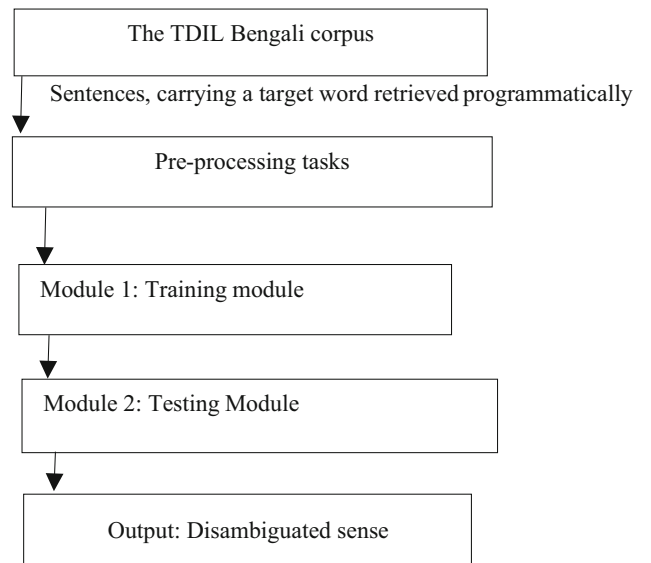 The TDIL Bengali corpus
Sentences, carrying a target word retrieved programmatically
Pre-processing tasks
Module 1: Training module
Module 2: Testing Module
Output: Disambiguated sense